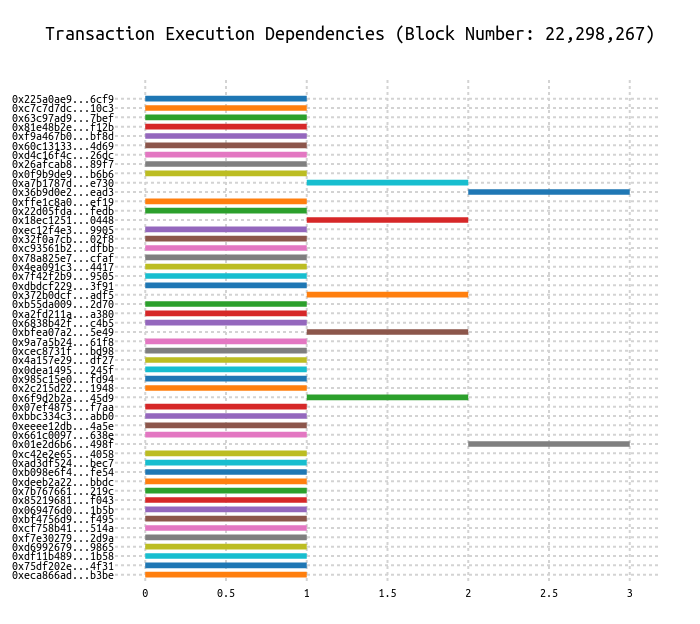 Transaction Execution Dependencies (Block Number: 22,298,267)
0x225a0ae9...6cf9
0xc7c7d7dc...10c3
0x63c97ad9...7bef
0x81e48b2e...f12b
0xf9a467b0...bf8d
0x60c13133...4d69
0xd4c16f4c...26dc
0x26afcab8...89f7
0x0f9b9de9...b6b6
0xa7b1787d...e730
0x36b9d0e2...ead3
0xffe1c8a0...ef19
0x22d05fda...fedb
0x18ec1251...0448
0xec12f4e3...9905
0x32f0a7cb...02f8
0xc93561b2...dfbb
0x78a825e7...cfaf
0x4ea091c3...4417
0x7f42f2b9...9505
0xdbdcf229...3f91
0x372b0dcf...adf5
0xb55da009...2d70
0xa2fd211a...a380
0x6838b42f...c4b5
0xbfea07a2...5e49
0x9a7a5b24...61f8
0xcec8731f...bd98
0x4a157e29...df27
0x0dea1495...245f
0x985c15e0...fd94
0x2c215d22...1948
0x6f9d2b2a...45d9
0x07ef4875...f7aa
0xbbc334c3...abb0
0xeeee12db...4a5e
0x661c0097...638e
0x01e2d6b6...498f
0xc42e2e65...4058
0xad3df524...bec7
0xb098e6f4...fe54
0xdeeb2a22...bbdc
0x7b767661...219c
0x85219681...f043
0x069476d0...1b5b
0xbf4756d9...f495
0xcf758b41...514a
0xf7e30279...2d9a
0xd6992679...9865
0xdf11b489...1b58
0x75df202e...4f31
0xeca866ad...b3be
0 0.5 1 1.5 2 2.5 3